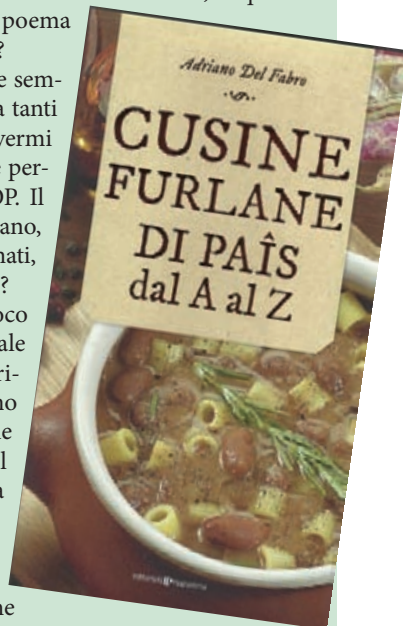 poema
?
e sem-
a tanti
vermi
e per-
OP. Il
ano,
nati,
?
oco
ale
ri-
no
ne
l
a
ne
Adriano Del Fabro
CUSINE
FURLANE
DI PAÎS
dal A al Z